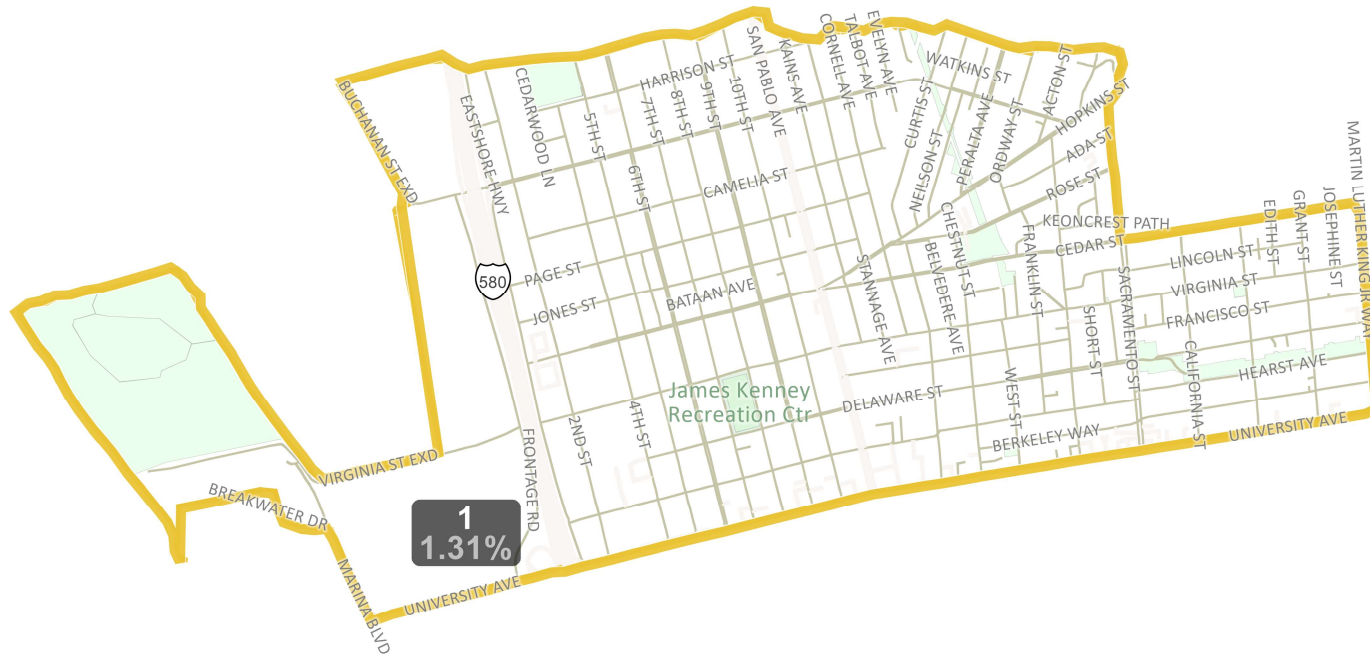 BUCHANAN ST EXD
EASTSHORE HWY
CEDARWOOD LN
5TH ST
HARRISON ST
6TH ST
7TH ST
8TH ST
9TH ST
10TH ST
SAN PABLO AVE
KAINS AVE
CORNELL AVE
TALBOT AVE
EVELYN AVE
WATKINS ST
CURTIS ST
NEILSON ST
PERALTA AVE
ORDWAY ST
ACTON ST
HOPKINS ST
ADA ST
ROSE ST
KEONCREST PATH
CEDAR ST
CAMELIA ST
PAGE ST
JONES ST
BATAAN AVE
580
STANNAGE AVE
BELVEDERE AVE
CHESTNUT ST
FRANKLIN ST
SHORT ST
SACRAMENTO ST
LINCOLN ST
VIRGINIA ST
FRANCISCO ST
EDITH ST
GRANT ST
JOSEPHINE ST
MARTIN LUTHER KING JR WAY
CALIFORNIA ST
HEARST AVE
James Kenney
Recreation Ctr
DELAWARE ST
WEST ST
BERKELEY WAY
UNIVERSITY AVE
4TH ST
2ND ST
FRONTAGE RD
VIRGINIA ST EXD
BREAKWATER DR
1
1.31%
MARINA BLVD
UNIVERSITY AVE